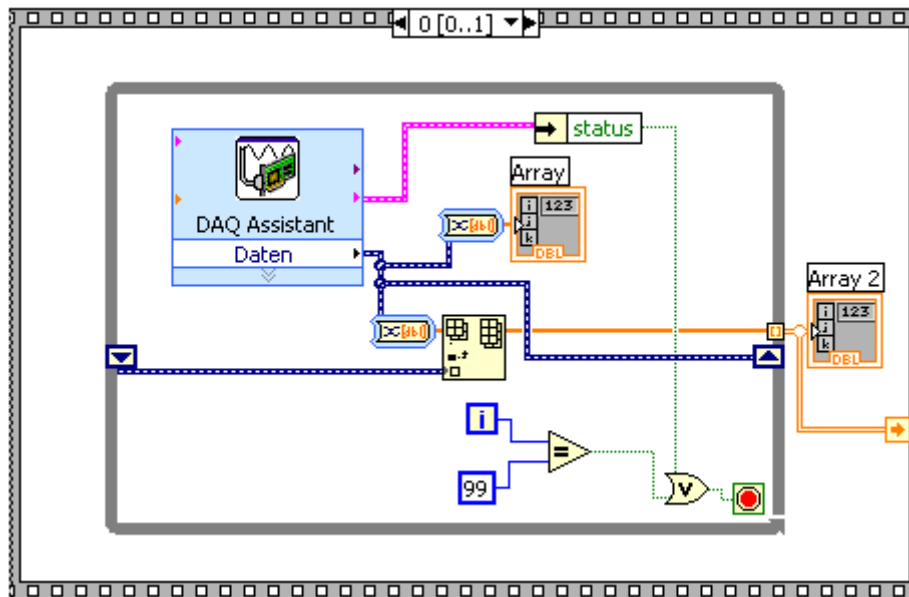 0 [0..1]
status
Array
i 123
j
k
DBL
DAQ Assistant
Daten
Array 2
i 123
j
k
DBL
i
=
99
v